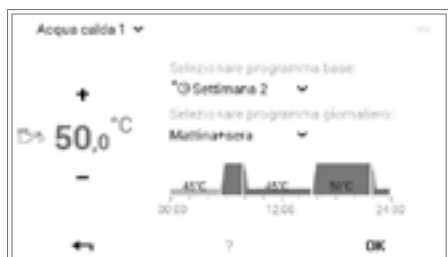 Acqua calda 1
Selezionare programma base:
Settimana 2
+
Selezionare programma giornaliero:
50,0 °C
Mattina+sera
−
45°C 45°C 50°C
00:00 12:00 24:00
? OK